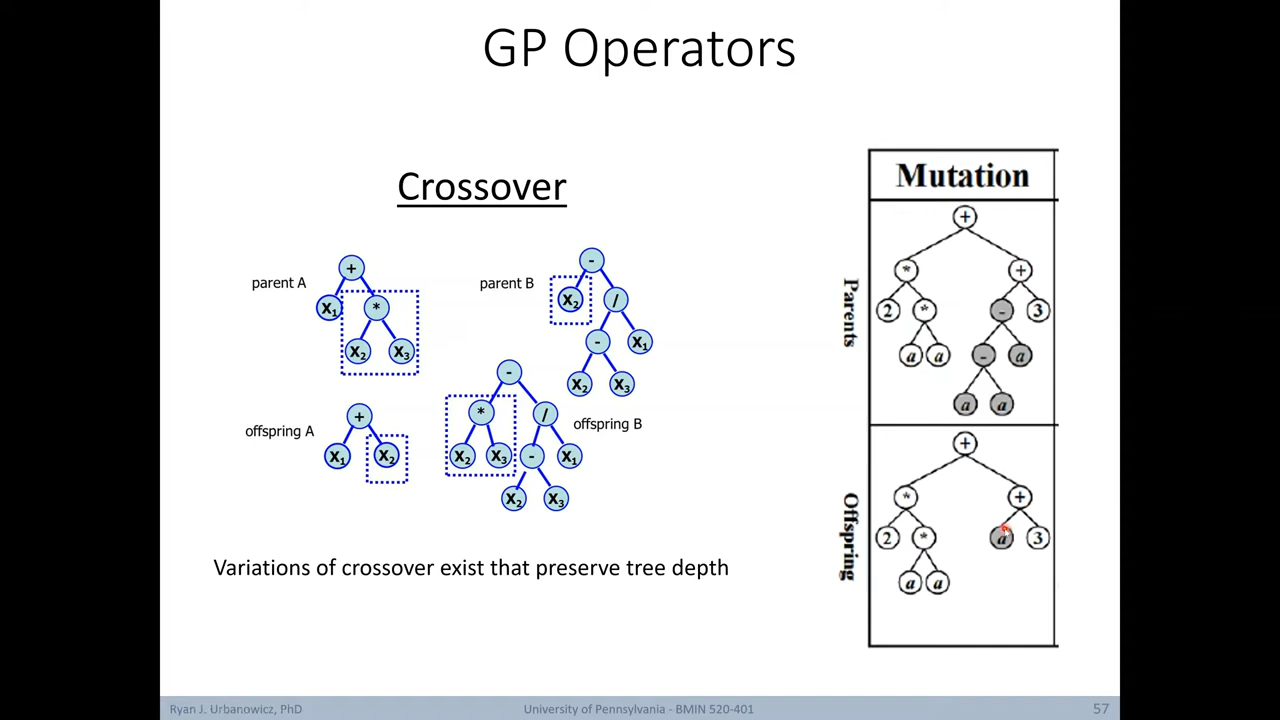 GP Operators
Crossover
parent A
+
X1
*
X2 X3
parent B
-
X2 /
- X1
X2 X3
offspring A
+
X1 X2
offspring B
-
* /
X2 X3 - X1
X2 X3
Variations of crossover exist that preserve tree depth
Mutation
Parents
+
* +
2 * - 3
a a - a
a a
Offspring
+
* +
2 * a 3
a a
Ryan J. Urbanowicz, PhD
University of Pennsylvania - BMIN 520-401
57